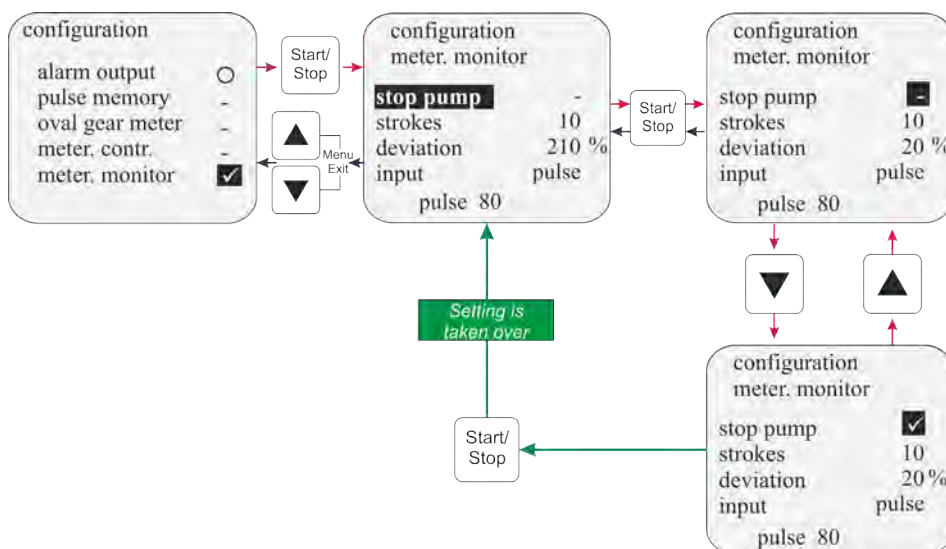 configuration
alarm output
pulse memory -
oval gear meter -
meter. contr. -
meter. monitor ✓
Start/
Stop
Menu
Exit
configuration
meter. monitor
stop pump -
strokes 10
deviation 210 %
input pulse
pulse 80
Start/
Stop
configuration
meter. monitor
stop pump -
strokes 10
deviation 20 %
input pulse
pulse 80
Setting is
taken over
Start/
Stop
configuration
meter. monitor
stop pump ✓
strokes 10
deviation 20 %
input pulse
pulse 80